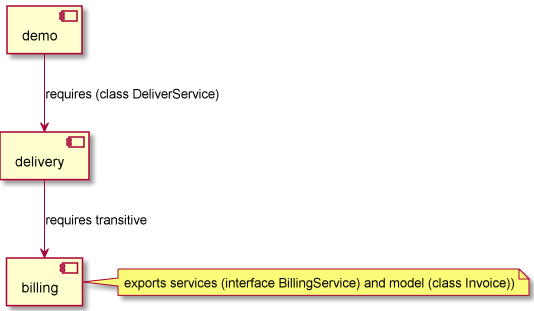 demo
requires (class DeliverService)
delivery
requires transitive
billing
exports services (interface BillingService) and model (class Invoice))